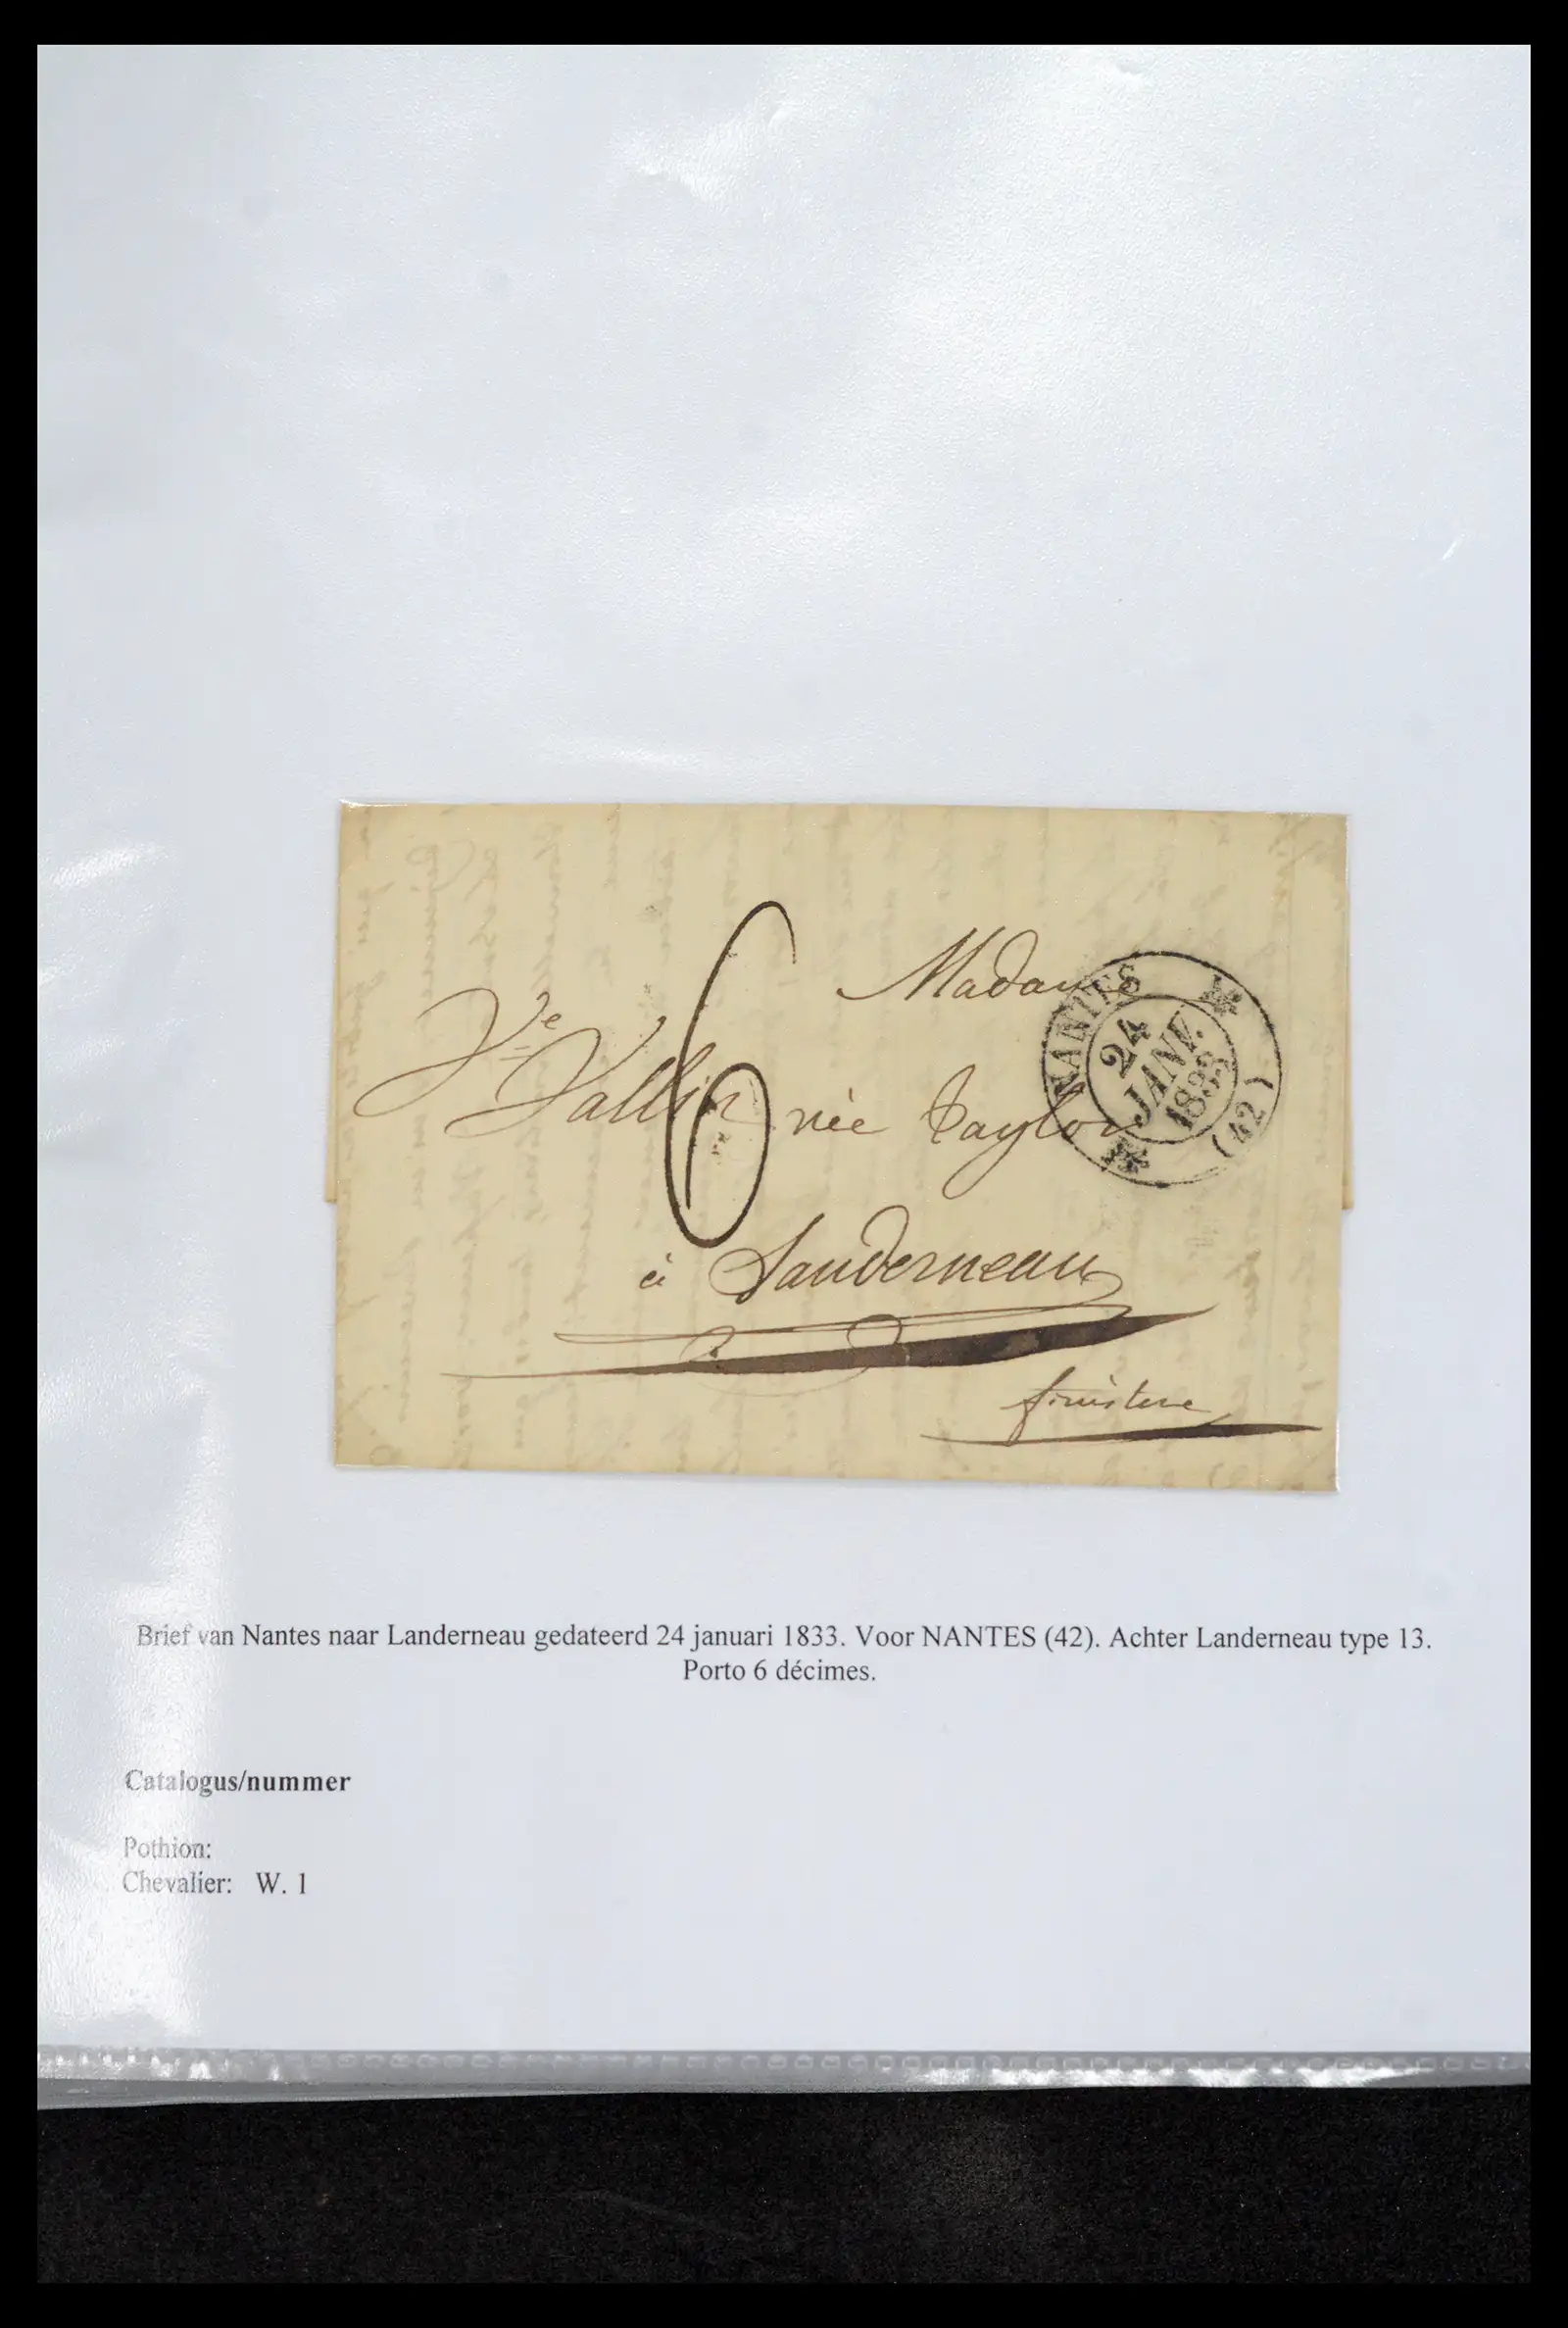 Madame
Ve Vallin née Taylor
6
à Landerneau
finistere
NANTES
24
JANV.
1833
(42)
Brief van Nantes naar Landerneau gedateerd 24 januari 1833. Voor NANTES (42). Achter Landerneau type 13.
Porto 6 décimes.
Catalogus/nummer
Pothion:
Chevalier: W. 1